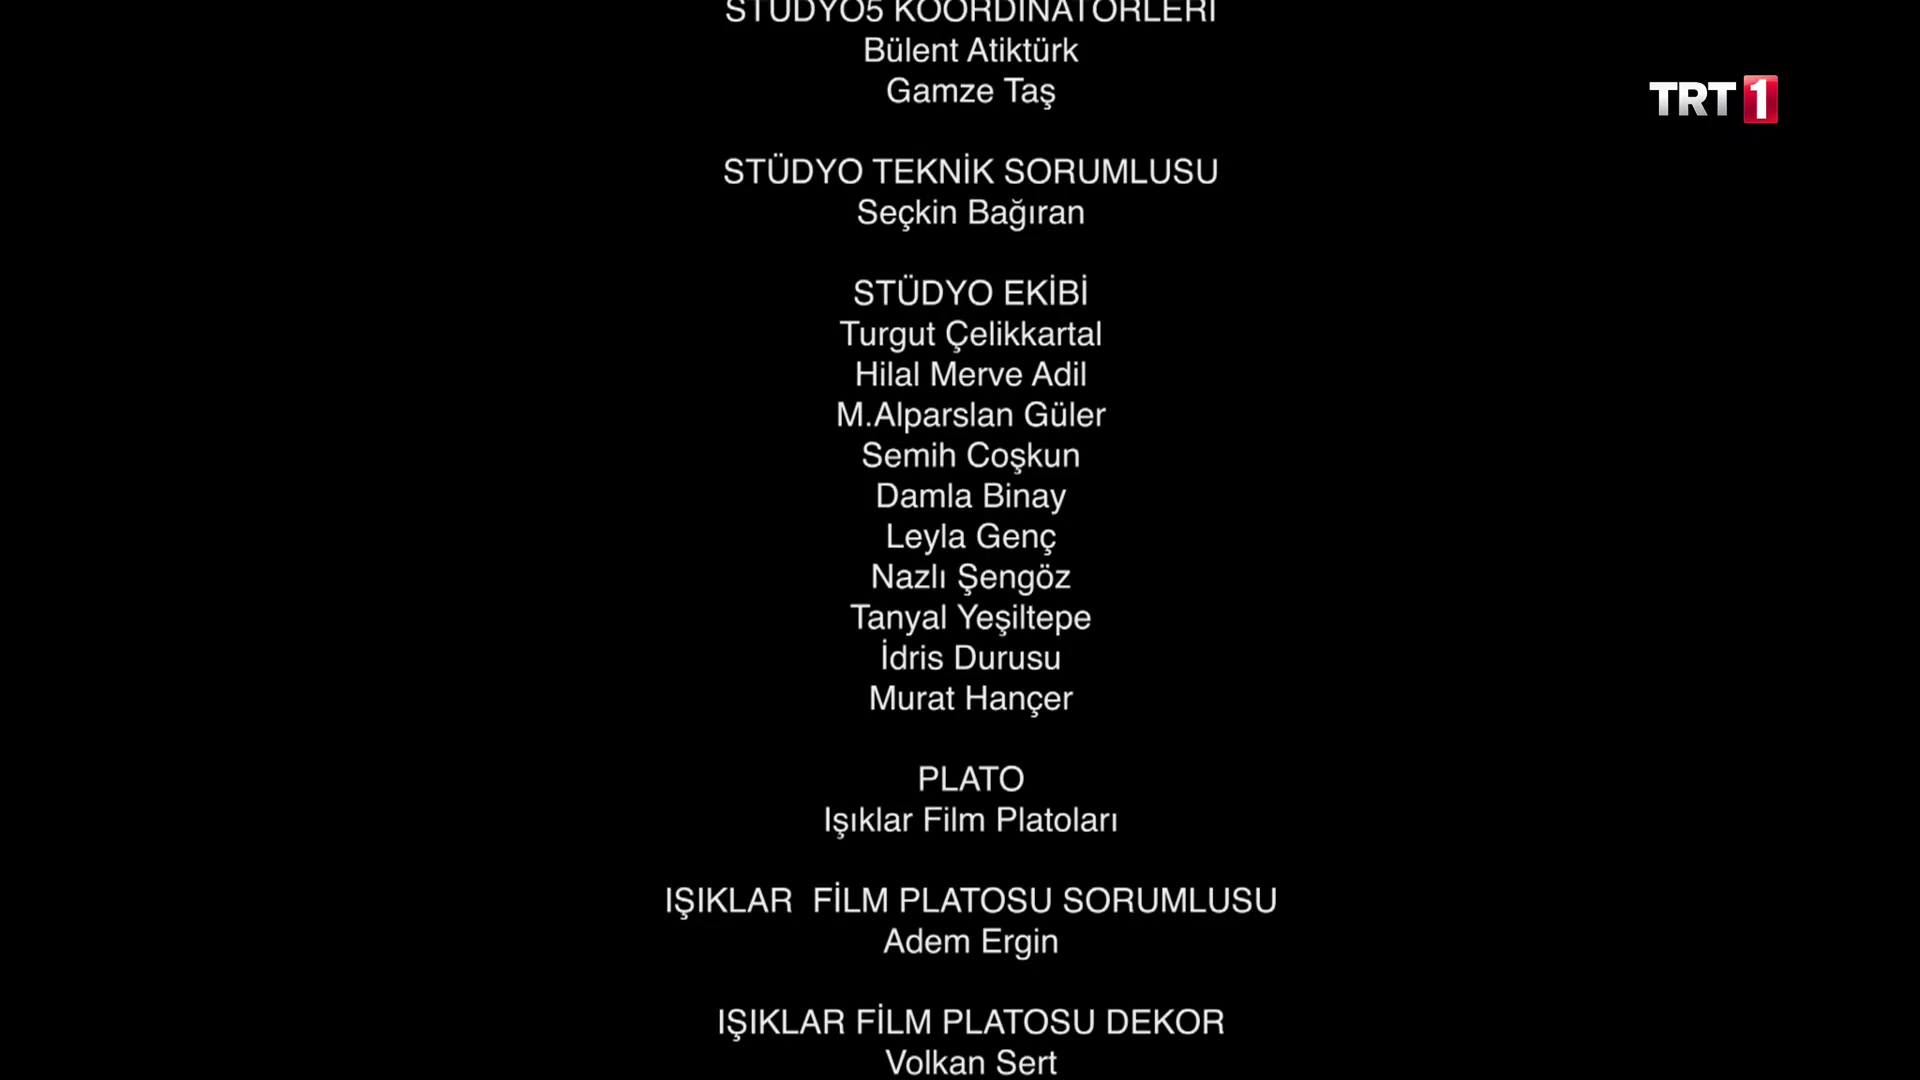 STÜDYO5 KOORDİNATÖRLERİ
Bülent Atiktürk
Gamze Taş
TRT 1
STÜDYO TEKNİK SORUMLUSU
Seçkin Bağıran
STÜDYO EKİBİ
Turgut Çelikkartal
Hilal Merve Adil
M.Alparslan Güler
Semih Coşkun
Damla Binay
Leyla Genç
Nazlı Şengöz
Tanyal Yeşiltepe
İdris Durusu
Murat Hançer
PLATO
Işıklar Film Platoları
IŞIKLAR  FİLM PLATOSU SORUMLUSU
Adem Ergin
IŞIKLAR FİLM PLATOSU DEKOR
Volkan Sert